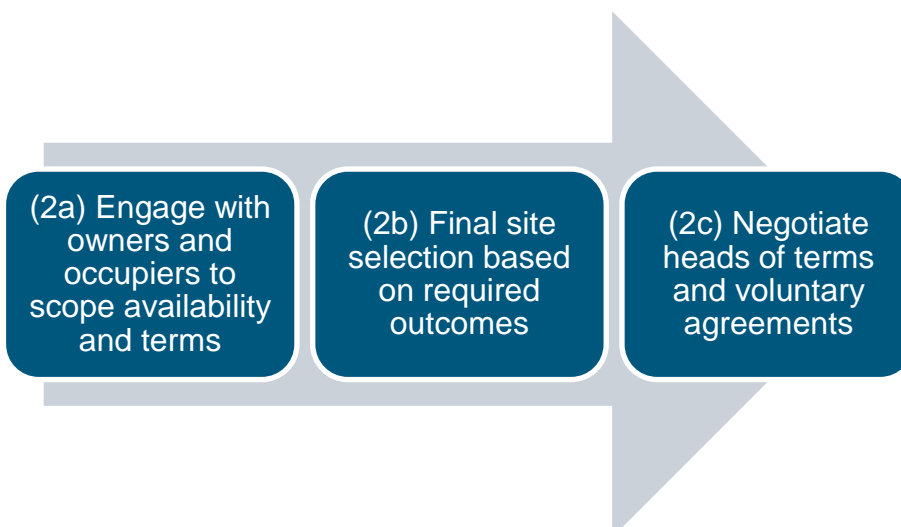 (2a) Engage with
owners and
occupiers to
scope availability
and terms
(2b) Final site
selection based
on required
outcomes
(2c) Negotiate
heads of terms
and voluntary
agreements